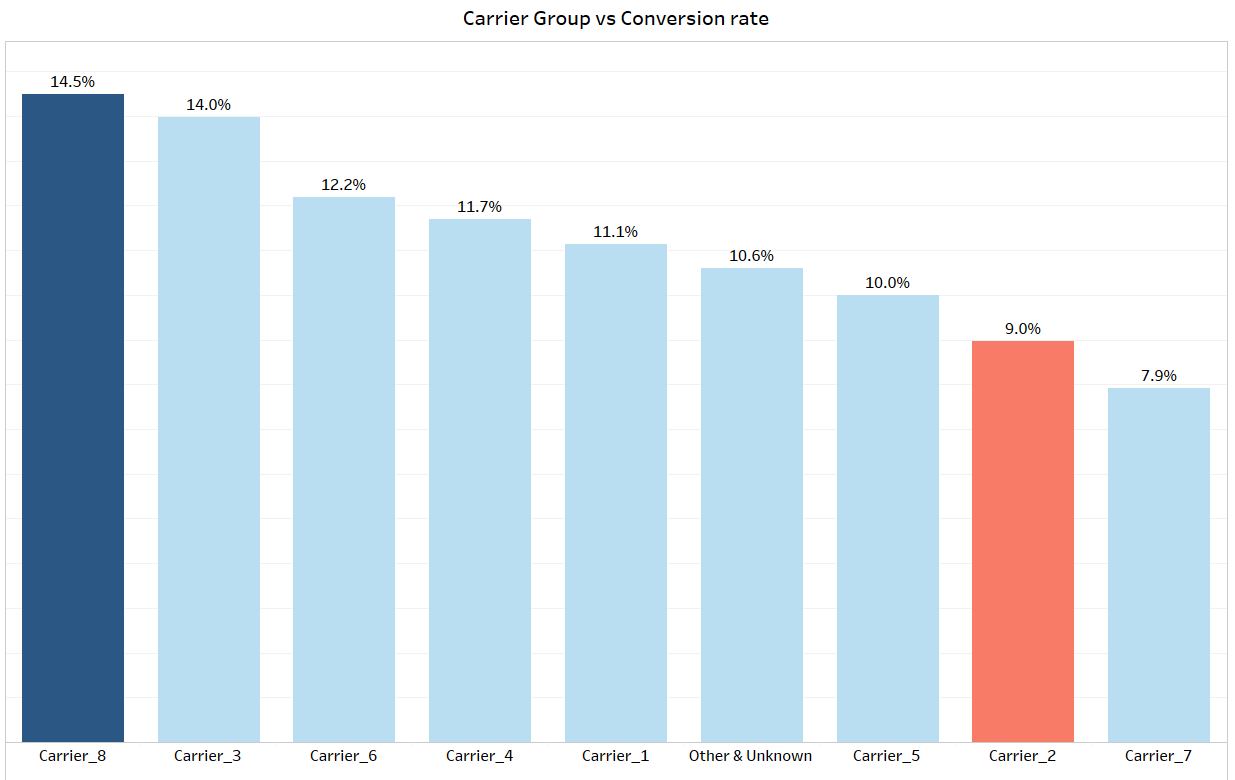 Carrier Group vs Conversion rate
14.5%
14.0%
12.2%
11.7%
11.1%
10.6%
10.0%
9.0%
7.9%
Carrier_8
Carrier_3
Carrier_6
Carrier_4
Carrier_1
Other & Unknown
Carrier_5
Carrier_2
Carrier_7